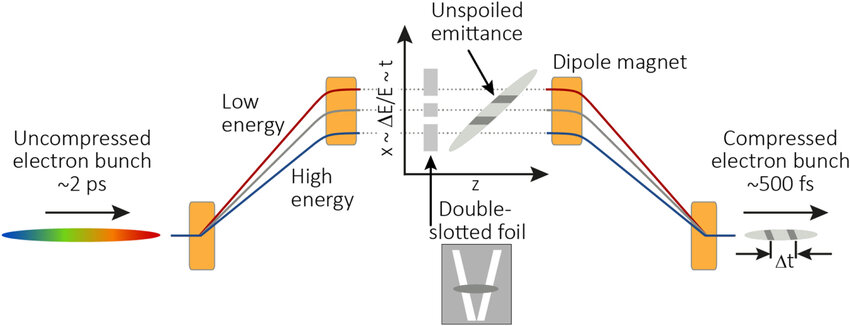 Unspoiled
emittance
Dipole magnet
x ~ ΔE/E ~ t
Low
energy
Uncompressed
electron bunch
~2 ps
Compressed
electron bunch
~500 fs
High
energy
z
Double-
slotted foil
Δt